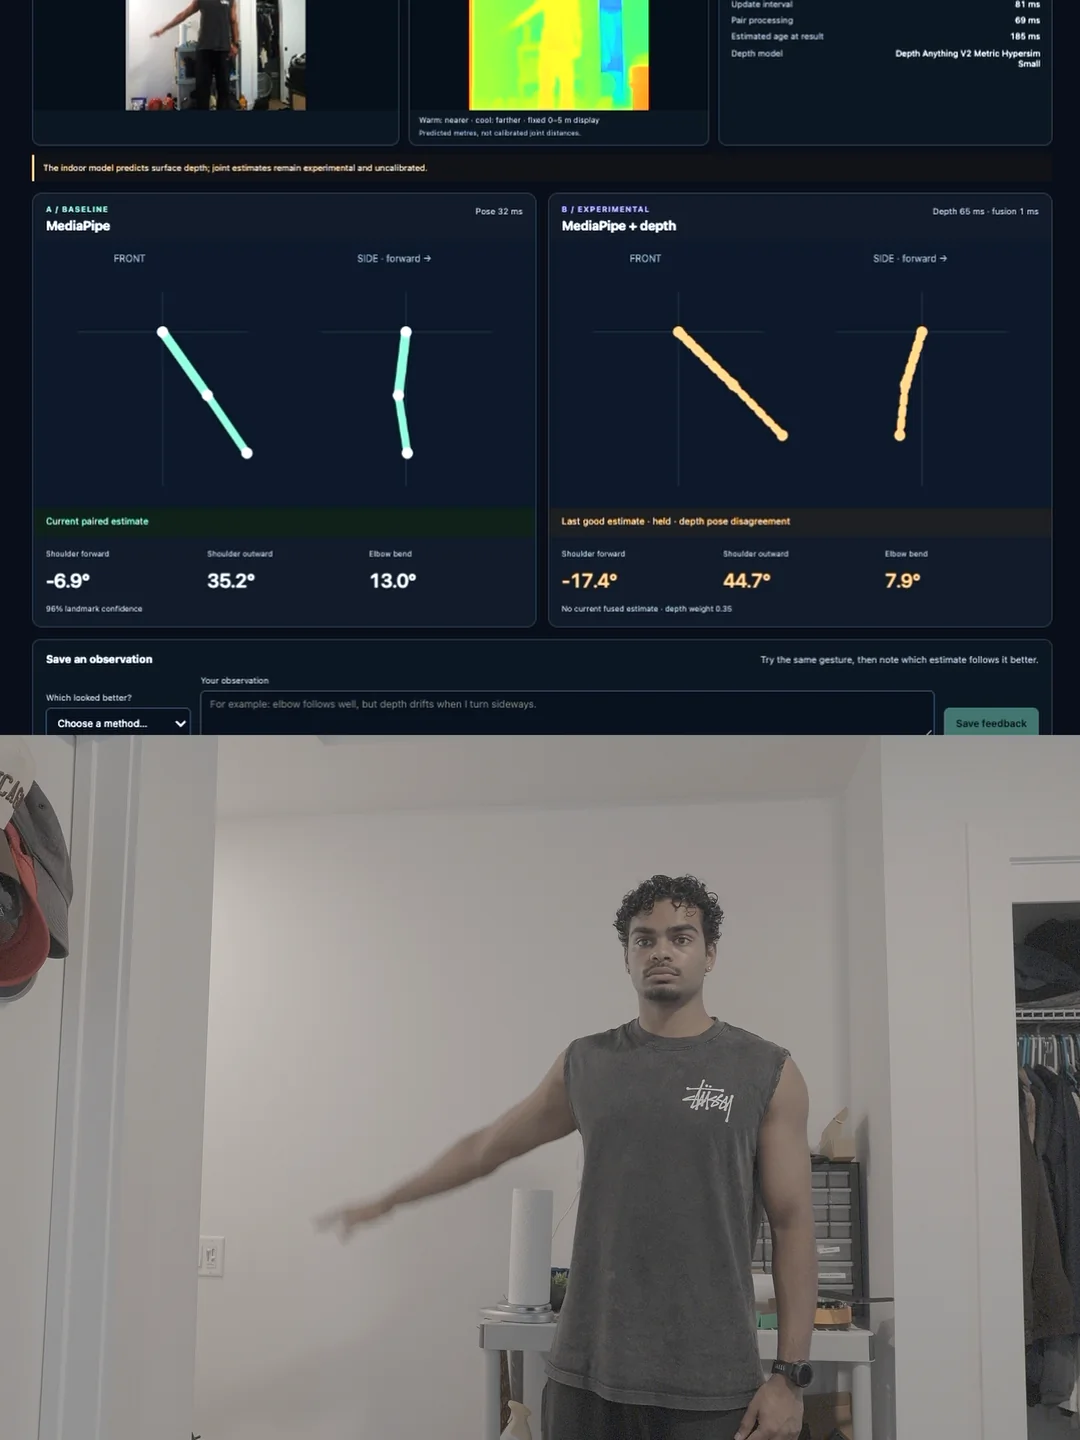 Update interval 81 ms
Pair processing 69 ms
Estimated age at result 185 ms
Depth model Depth Anything V2 Metric Hypersim
Small
Warm: nearer · cool: farther · fixed 0–5 m display
Predicted metres, not calibrated joint distances.
The indoor model predicts surface depth; joint estimates remain experimental and uncalibrated.
A / BASELINE
MediaPipe
Pose 32 ms
FRONT
SIDE · forward →
Current paired estimate
Shoulder forward
Shoulder outward
Elbow bend
-6.9°
35.2°
13.0°
96% landmark confidence
B / EXPERIMENTAL
MediaPipe + depth
Depth 65 ms · fusion 1 ms
FRONT
SIDE · forward →
Last good estimate · held · depth pose disagreement
Shoulder forward
Shoulder outward
Elbow bend
-17.4°
44.7°
7.9°
No current fused estimate · depth weight 0.35
Save an observation
Try the same gesture, then note which estimate follows it better.
Which looked better?
Choose a method...
Your observation
For example: elbow follows well, but depth drifts when I turn sideways.
Save feedback
Stüssy